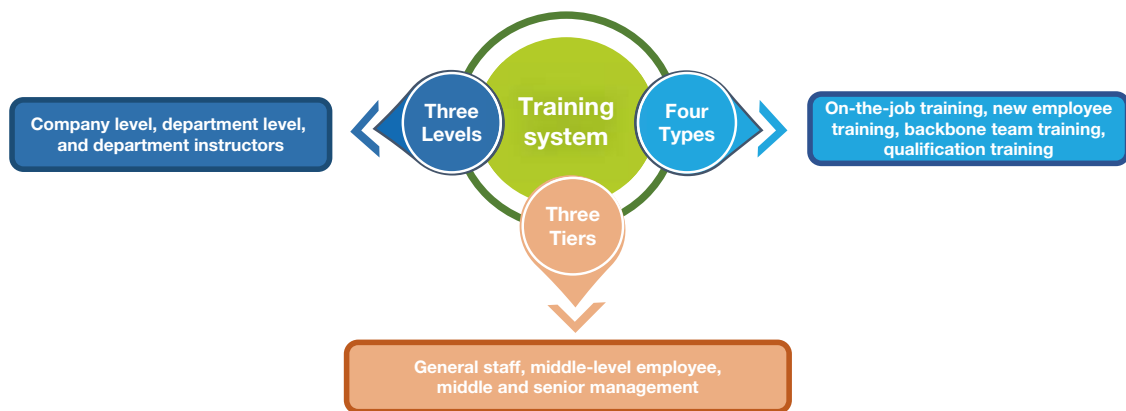 Training
system
Three
Levels
Four
Types
Three
Tiers
Company level, department level,
and department instructors
On-the-job training, new employee
training, backbone team training,
qualification training
General staff, middle-level employee,
middle and senior management